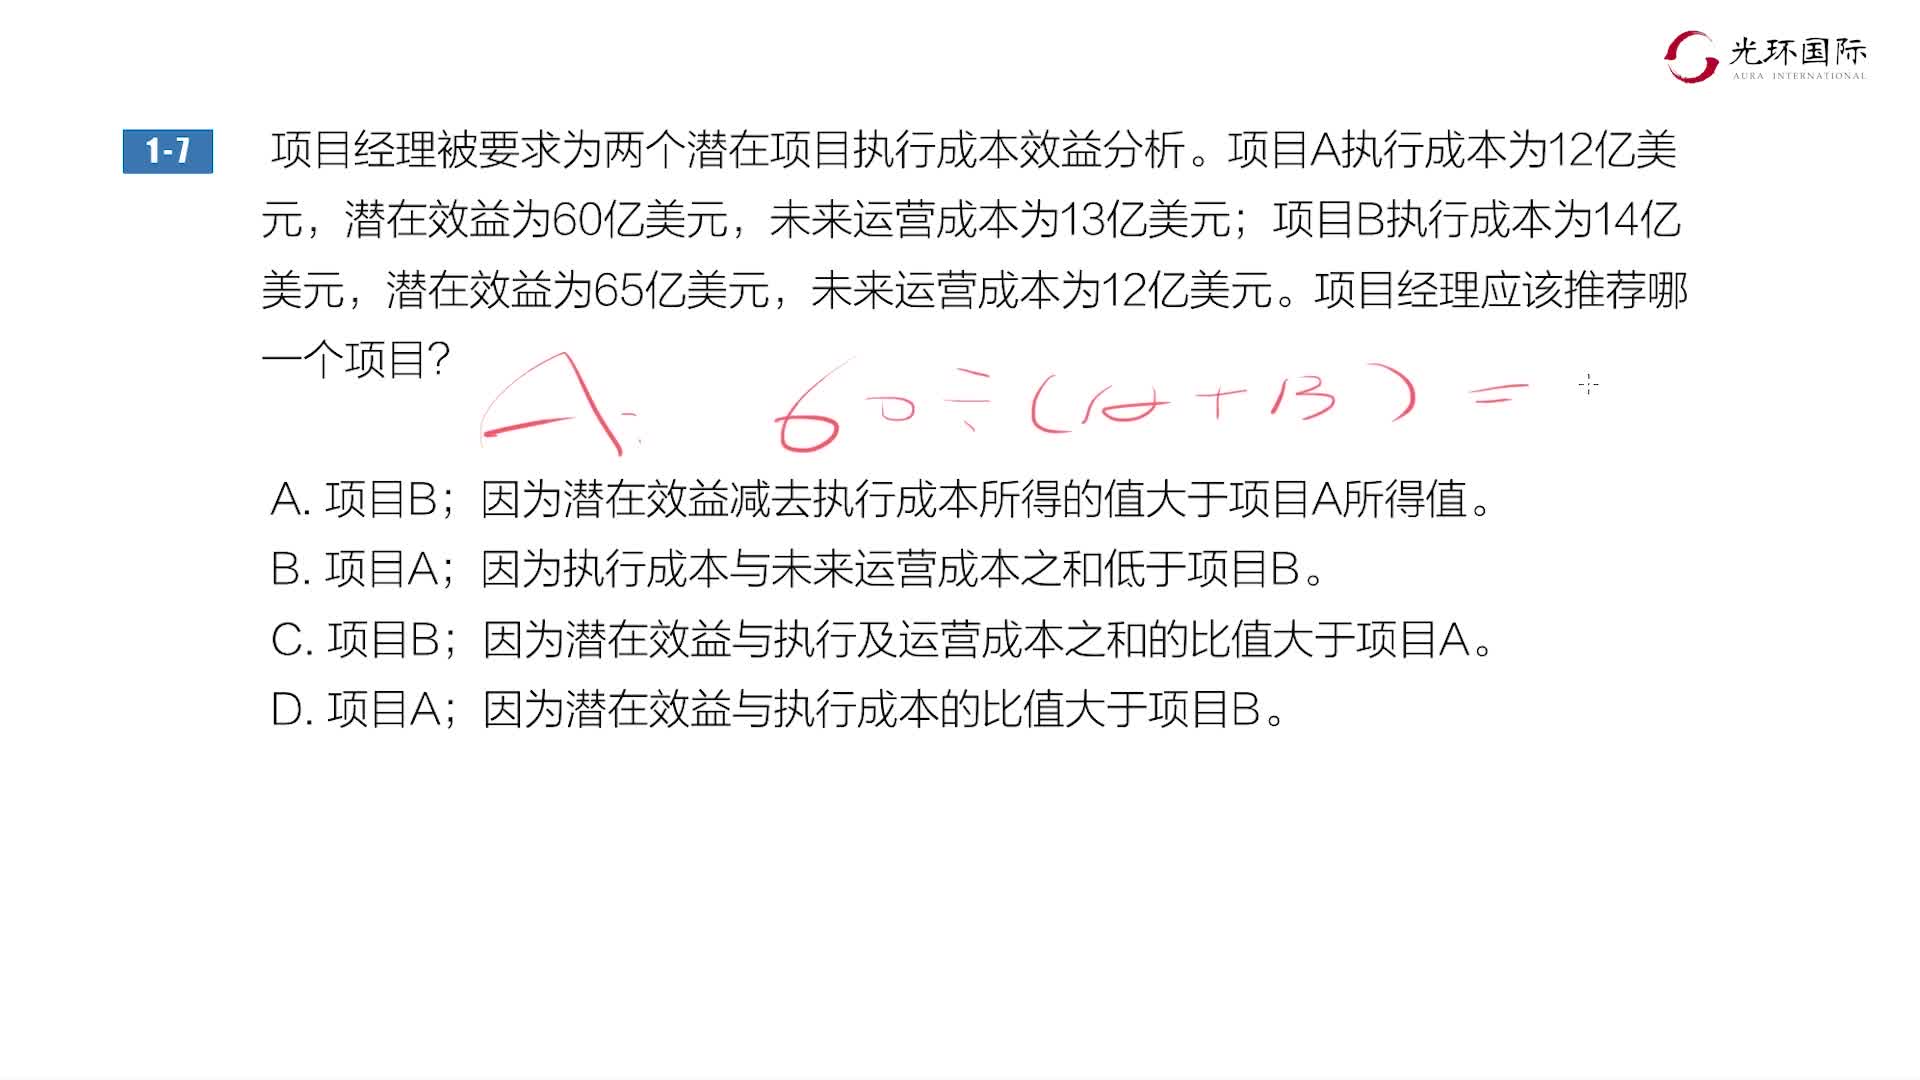 光环国际
AURA INTERNATIONAL
1-7 项目经理被要求为两个潜在项目执行成本效益分析。项目A执行成本为12亿美
元，潜在效益为60亿美元，未来运营成本为13亿美元；项目B执行成本为14亿
美元，潜在效益为65亿美元，未来运营成本为12亿美元。项目经理应该推荐哪
一个项目？
A: 60÷(12+13)=
A. 项目B；因为潜在效益减去执行成本所得的值大于项目A所得值。
B. 项目A；因为执行成本与未来运营成本之和低于项目B。
C. 项目B；因为潜在效益与执行及运营成本之和的比值大于项目A。
D. 项目A；因为潜在效益与执行成本的比值大于项目B。